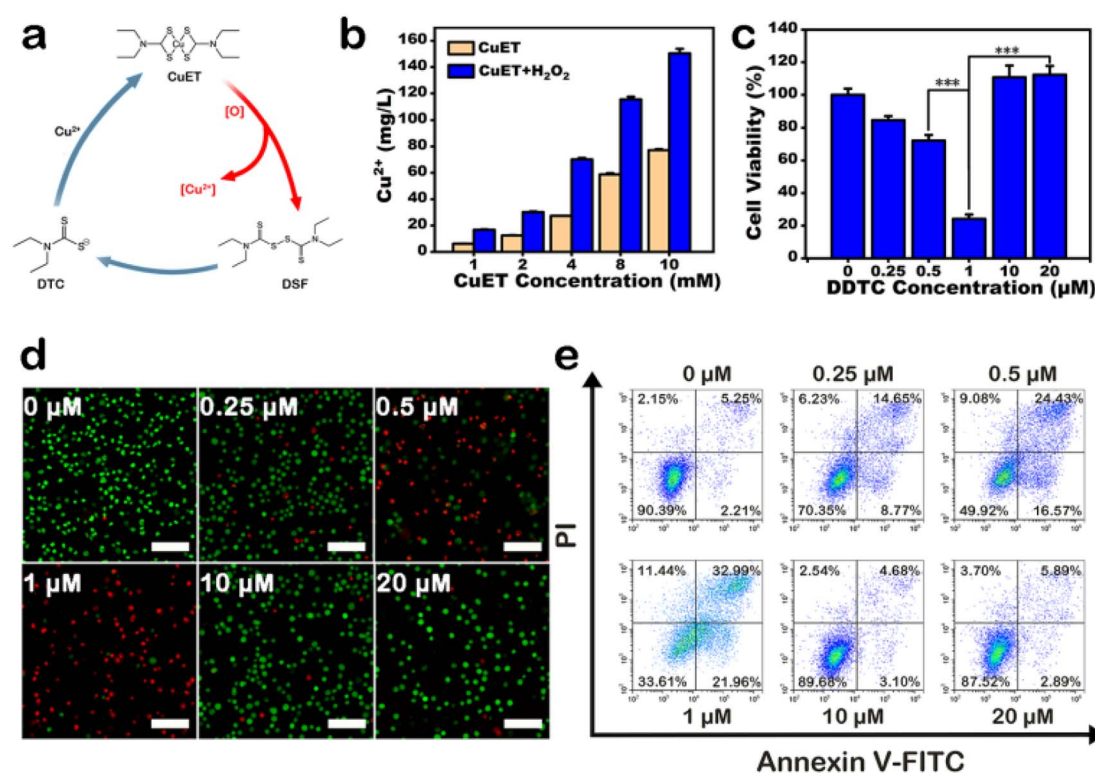 a
CuET
Cu²⁺
[O]
[Cu²⁺]
DTC
DSF
N
S
S
Cu
S
S
N
N
S
S⊖
N
S
S
S
S
N
b
Cu²⁺ (mg/L)
160
140
120
100
80
60
40
20
0
CuET
CuET+H₂O₂
1 2 4 8 10
CuET Concentration (mM)
c
Cell Viability (%)
140
120
100
80
60
40
20
0
***
***
0 0.25 0.5 1 10 20
DDTC Concentration (μM)
d
0 μM 0.25 μM 0.5 μM
1 μM 10 μM 20 μM
e
0 μM 0.25 μM 0.5 μM
2.15% 5.25% 6.23% 14.65% 9.08% 24.43%
90.39% 2.21% 70.35% 8.77% 49.92% 16.57%
PI
11.44% 32.99% 2.54% 4.68% 3.70% 5.89%
33.61% 21.96% 89.68% 3.10% 87.52% 2.89%
1 μM 10 μM 20 μM
Annexin V-FITC